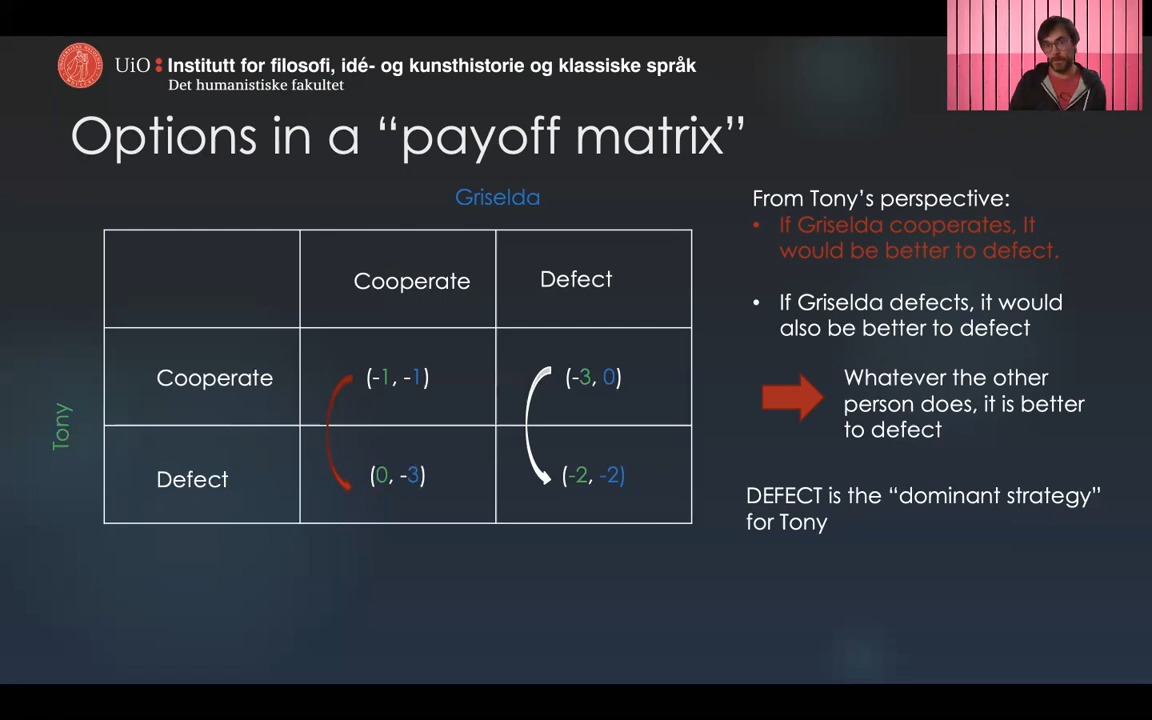 UiO : Institutt for filosofi, idé- og kunsthistorie og klassiske språk
Det humanistiske fakultet
Options in a “payoff matrix”
Griselda
Cooperate
Defect
Tony
Cooperate
(-1, -1)
(-3, 0)
Defect
(0, -3)
(-2, -2)
From Tony’s perspective:
• If Griselda cooperates, It
would be better to defect.
• If Griselda defects, it would
also be better to defect
Whatever the other
person does, it is better
to defect
DEFECT is the “dominant strategy”
for Tony